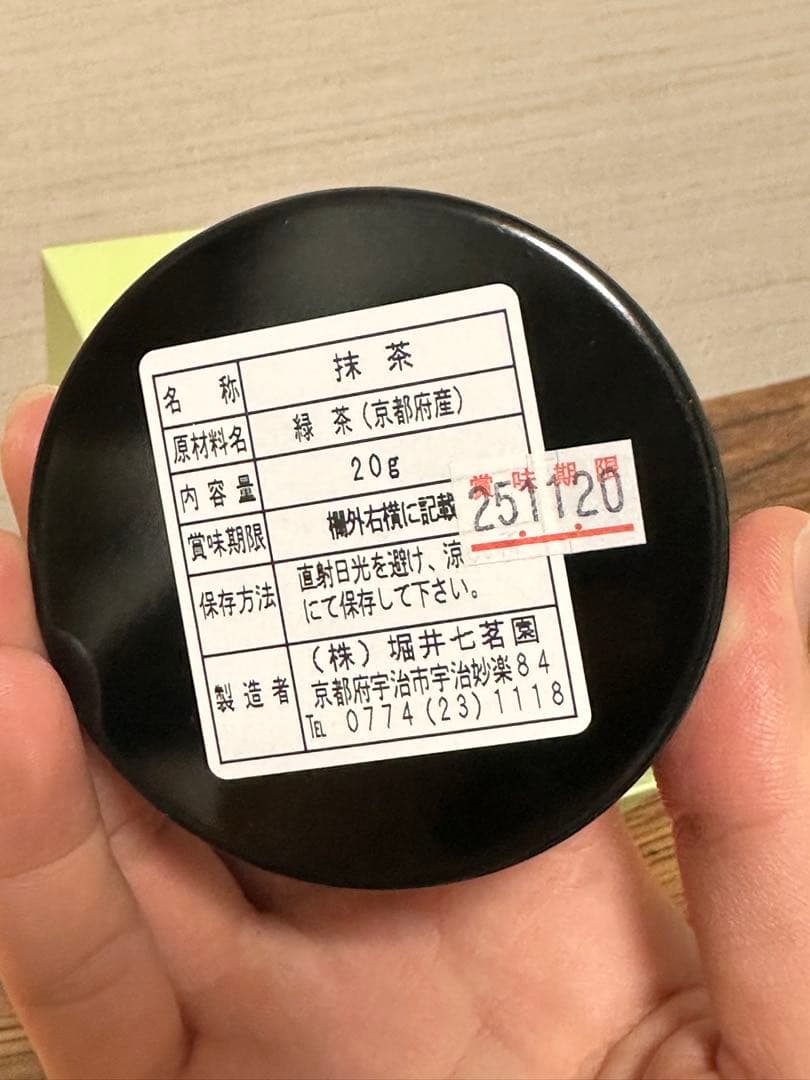 名称 抹茶
原材料名 緑茶(京都府産)
内容量 20g
賞味期限 欄外右横に記載
賞味期限
251120
保存方法 直射日光を避け、涼
にて保存して下さい。
製造者 (株)堀井七茗園
京都府宇治市宇治妙楽84
℡ 0774(23)1118